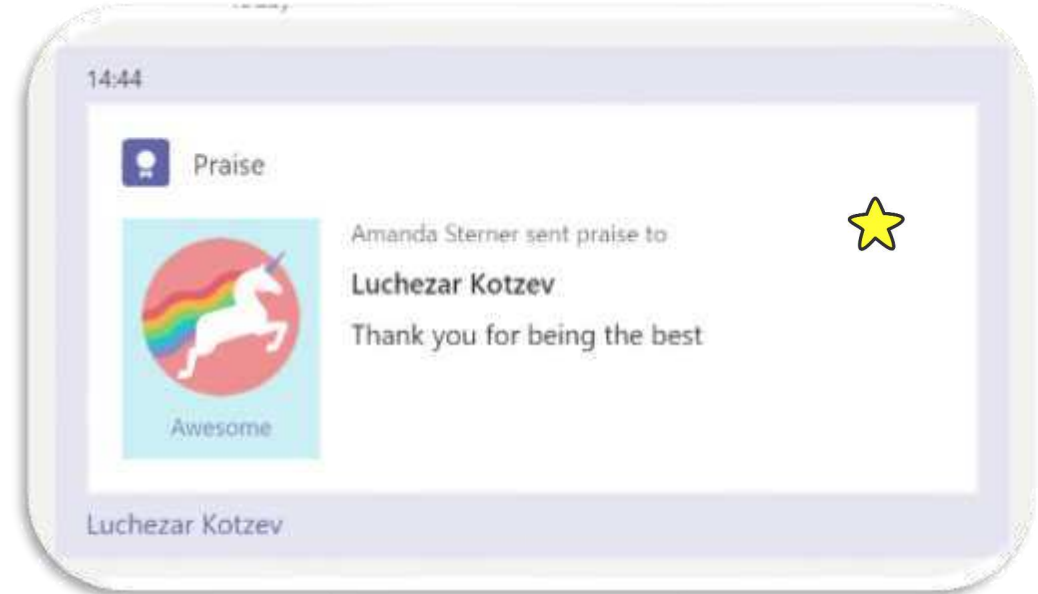 14:44
Praise
Amanda Sterner sent praise to
Luchezar Kotzev
Thank you for being the best
Awesome
Luchezar Kotzev